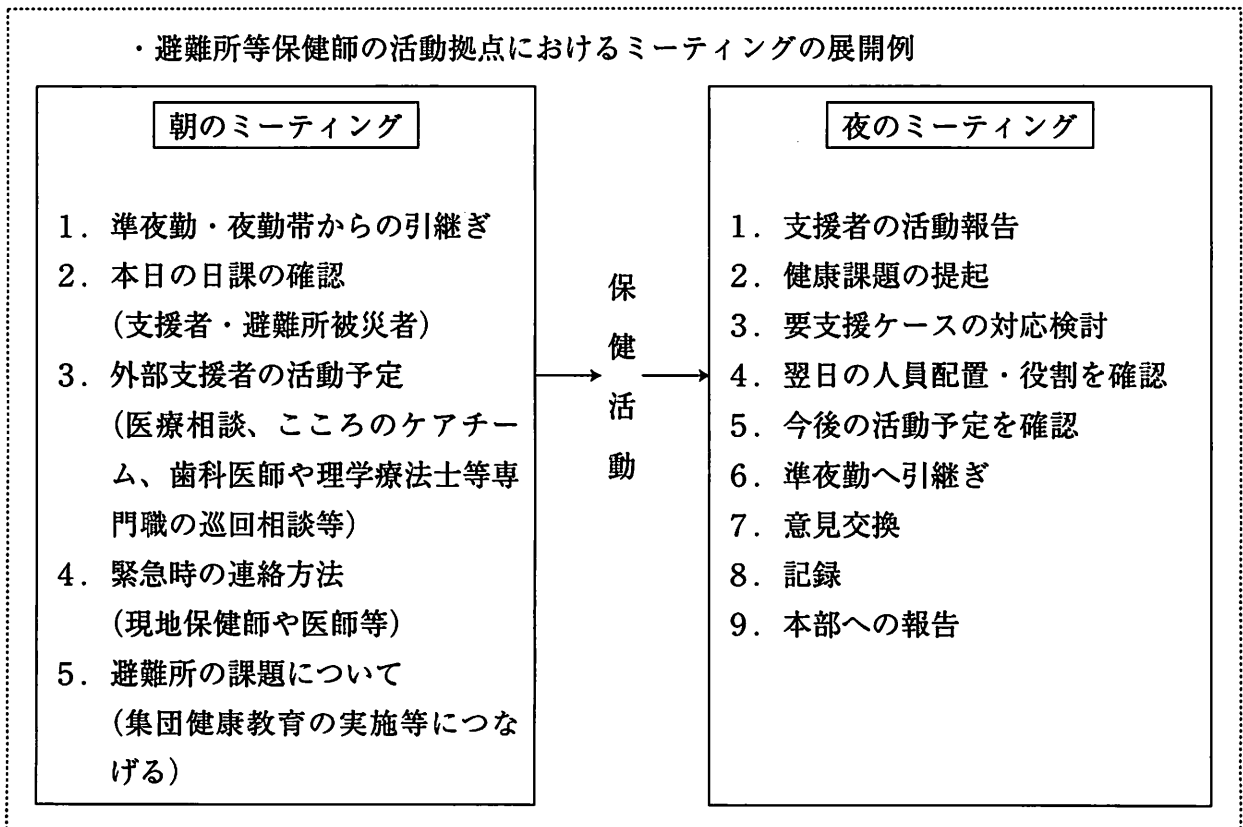 ・避難所等保健師の活動拠点におけるミーティングの展開例
朝のミーティング
1．準夜勤・夜勤帯からの引継ぎ
2．本日の日課の確認
(支援者・避難所被災者)
3．外部支援者の活動予定
(医療相談、こころのケアチー
ム、歯科医師や理学療法士等専
門職の巡回相談等)
4．緊急時の連絡方法
(現地保健師や医師等)
5．避難所の課題について
(集団健康教育の実施等につな
げる)
保健活動
夜のミーティング
1．支援者の活動報告
2．健康課題の提起
3．要支援ケースの対応検討
4．翌日の人員配置・役割を確認
5．今後の活動予定を確認
6．準夜勤へ引継ぎ
7．意見交換
8．記録
9．本部への報告